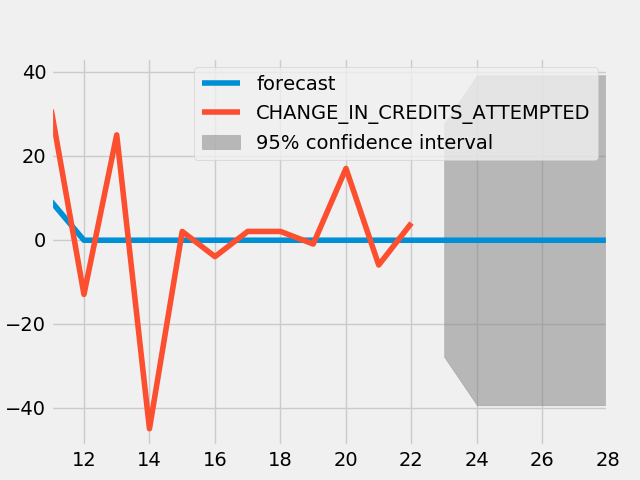 40
20
0
−20
−40
forecast
CHANGE_IN_CREDITS_ATTEMPTED
95% confidence interval
12 14 16 18 20 22 24 26 28